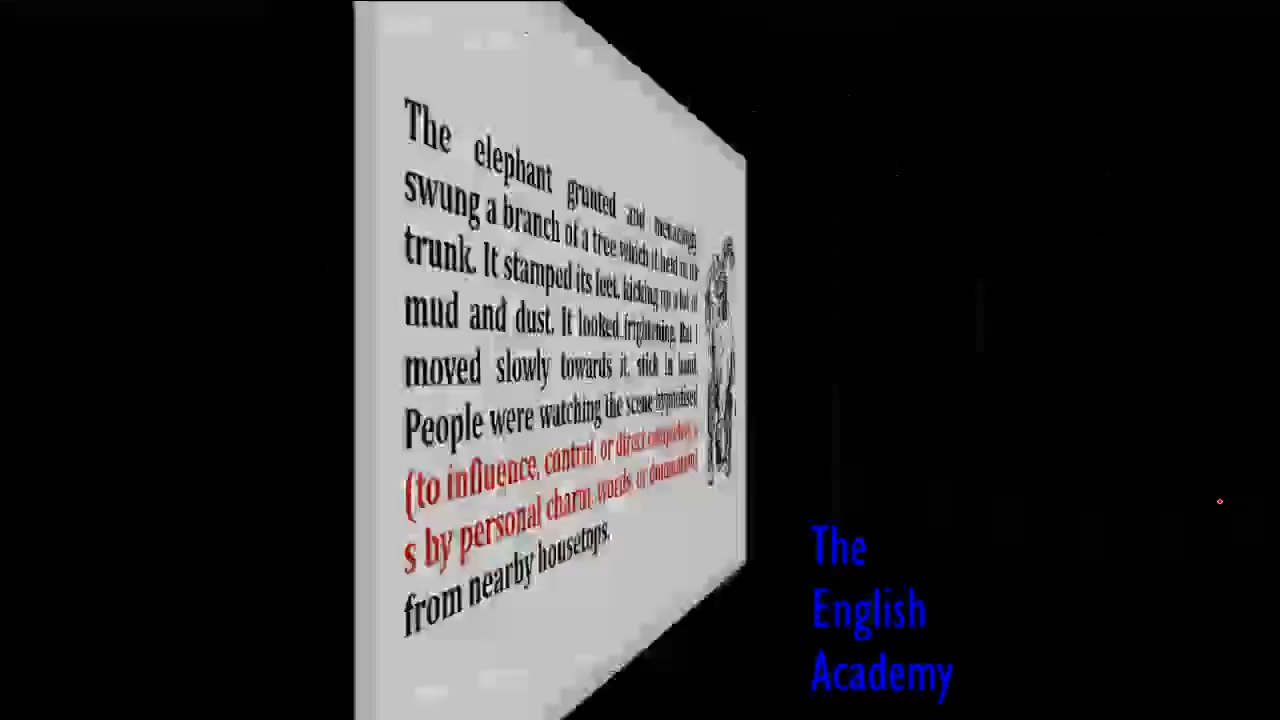 The elephant grunted and menacingly
swung a branch of a tree which it held in its
trunk. It stamped its feet, kicking up a lot of
mud and dust. It looked frightening. But I
moved slowly towards it, stick in hand.
People were watching the scene hypnotised
(to influence, control, or direct completely,
s by personal charm, words, or domination)
from nearby housetops.
The
English
Academy